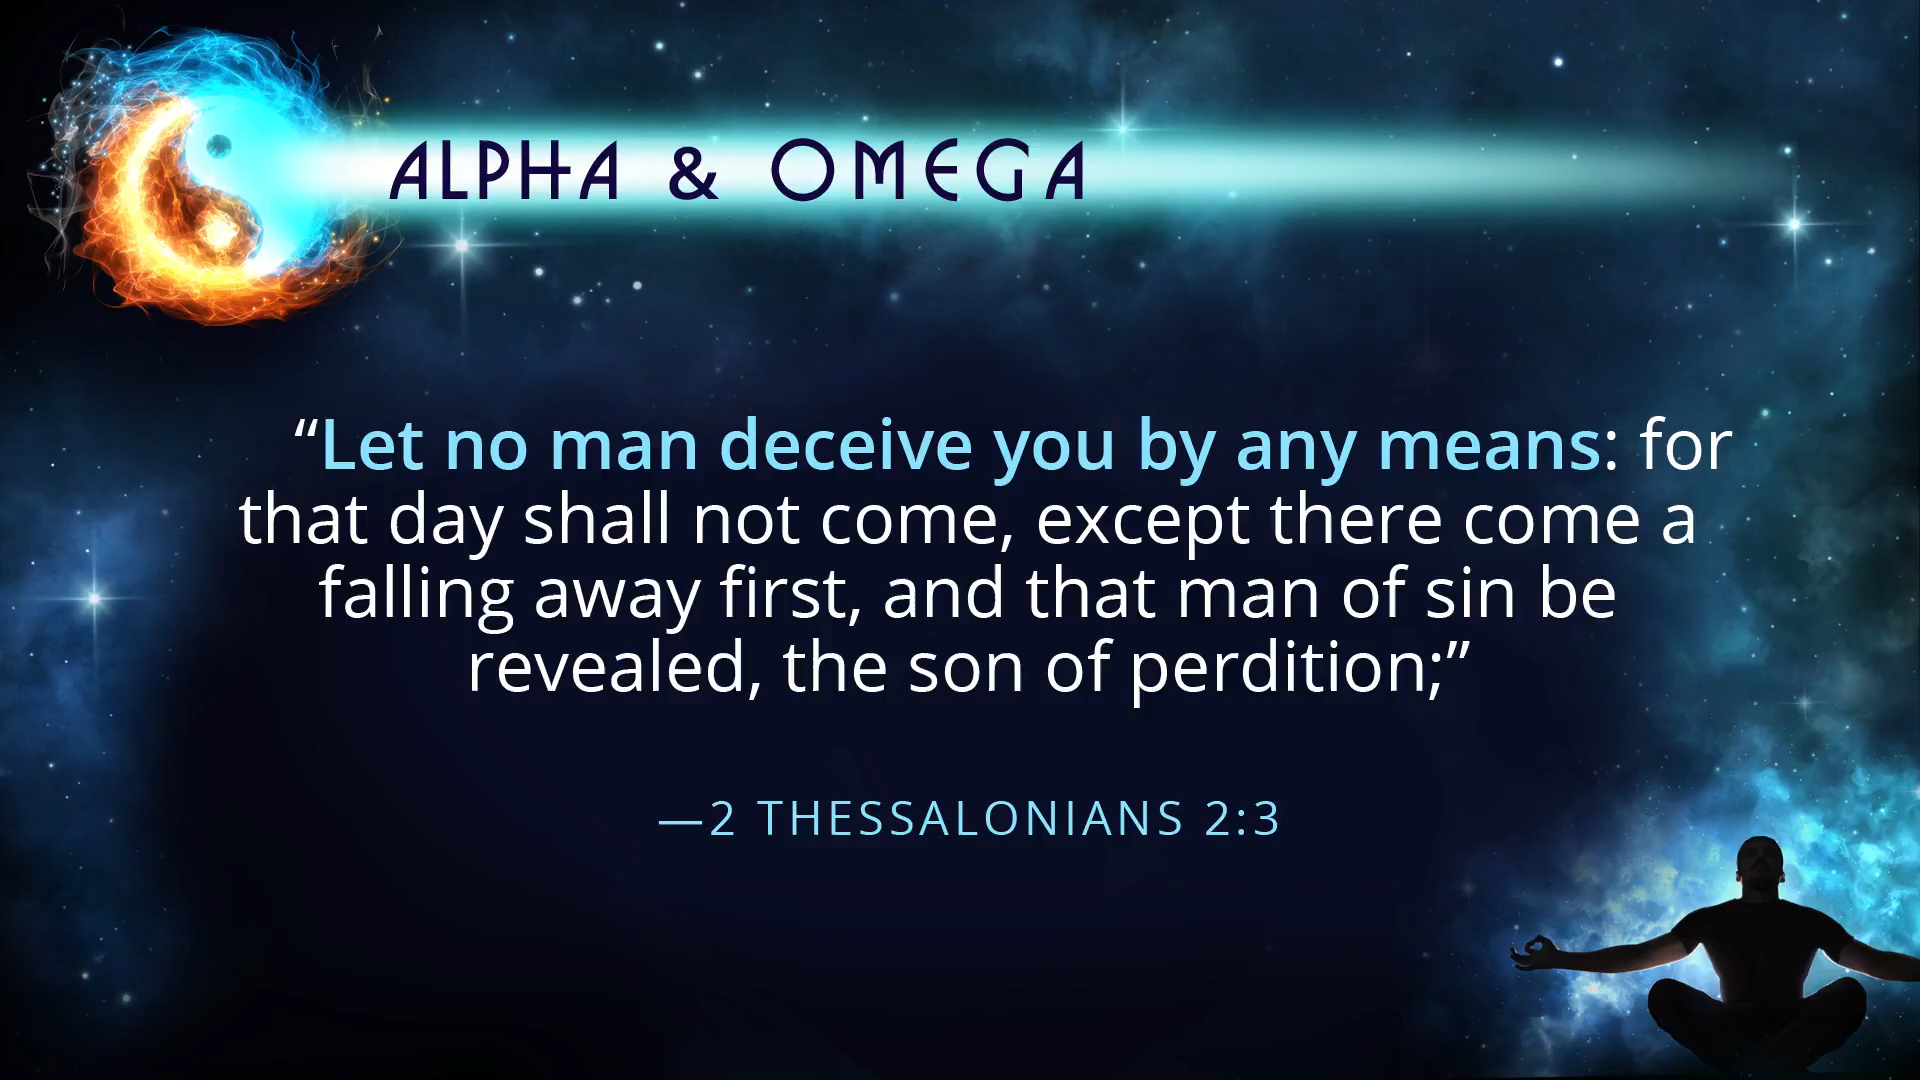 ALPHA & OMEGA
“Let no man deceive you by any means: for
that day shall not come, except there come a
falling away first, and that man of sin be
revealed, the son of perdition;”
—2 THESSALONIANS 2:3